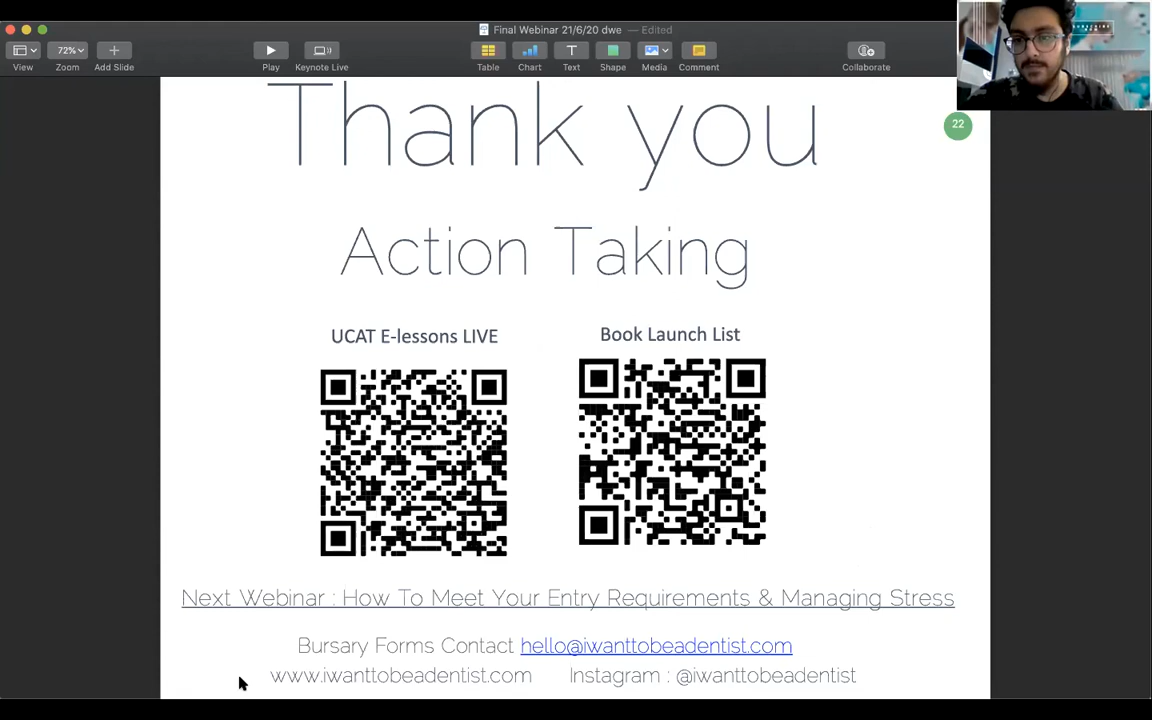 Final Webinar 21/6/20 dwe — Edited
72%
View
Zoom
Add Slide
Play
Keynote Live
Table
Chart
Text
Shape
Media
Comment
Collaborate
22
Thank you
Action Taking
UCAT E-lessons LIVE
Book Launch List
Next Webinar : How To Meet Your Entry Requirements & Managing Stress
Bursary Forms Contact hello@iwanttobeadentist.com
www.iwanttobeadentist.com Instagram : @iwanttobeadentist